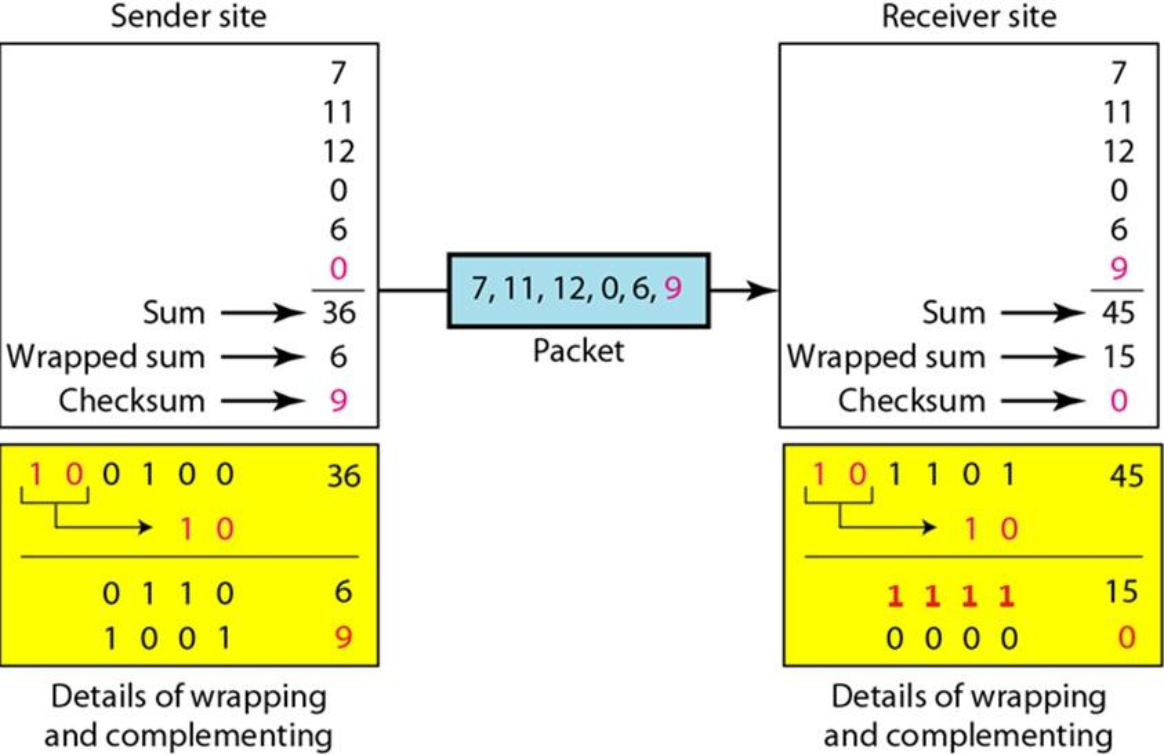 Sender site
7
11
12
0
6
0
Sum 36
Wrapped sum 6
Checksum 9
1 0 0 1 0 0 36
1 0
0 1 1 0 6
1 0 0 1 9
Details of wrapping
and complementing
7, 11, 12, 0, 6, 9
Packet
Receiver site
7
11
12
0
6
9
Sum 45
Wrapped sum 15
Checksum 0
1 0 1 1 0 1 45
1 0
1 1 1 1 15
0 0 0 0 0
Details of wrapping
and complementing